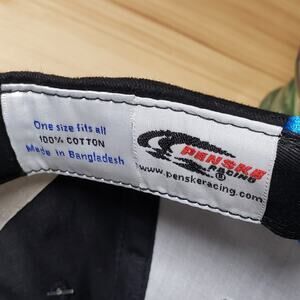 One size fits all
100% COTTON
Made in Bangladesh
PENSKE
RACING
®
www.penskeracing.com